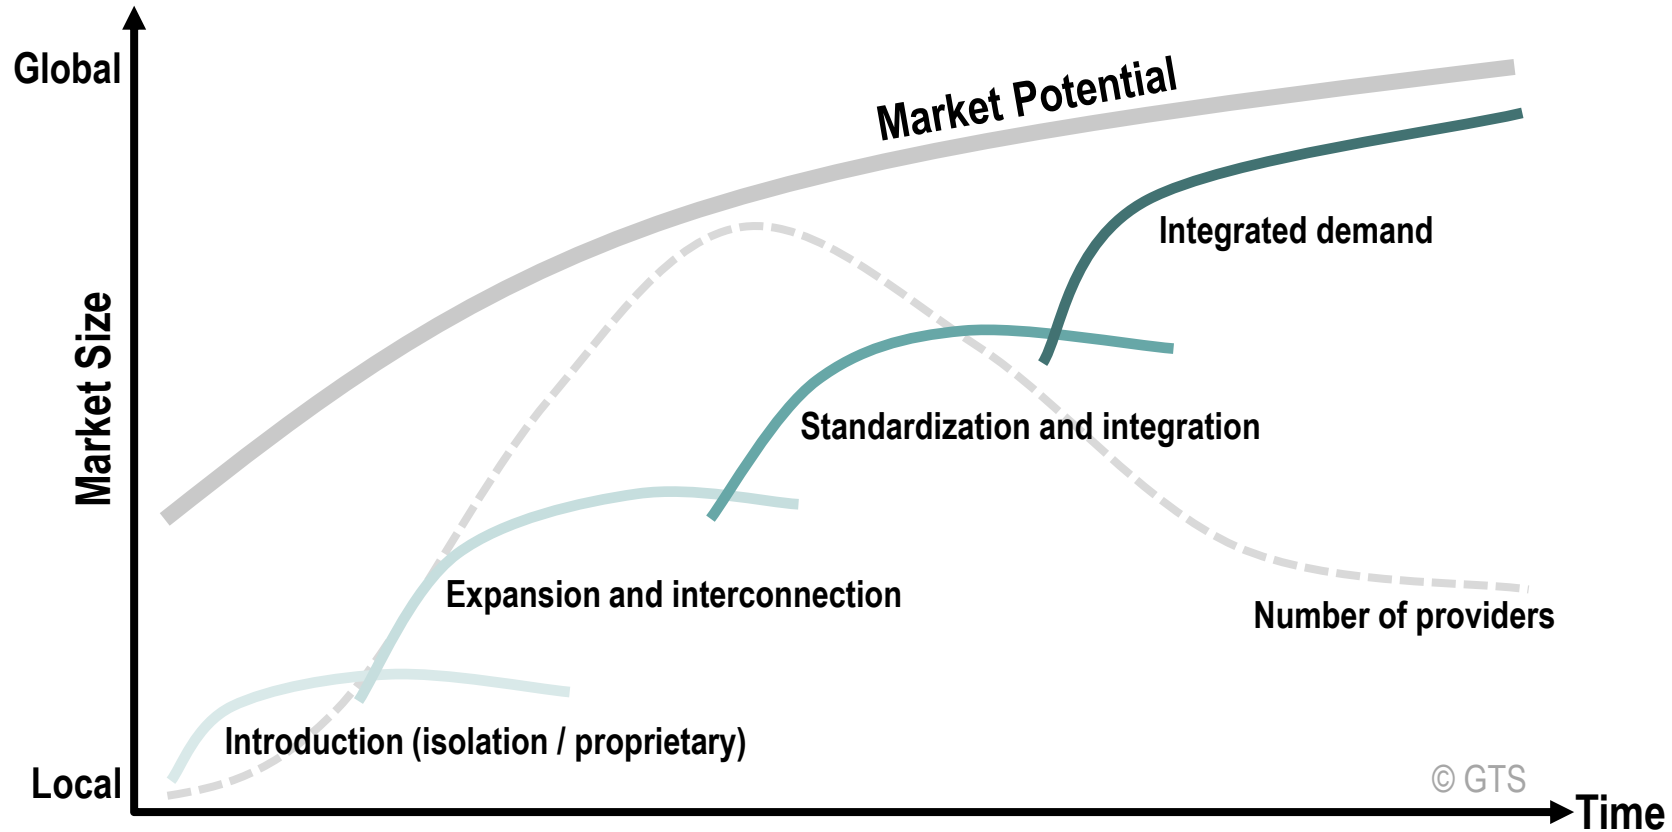 Global
Market Potential
Integrated demand
Market Size
Standardization and integration
Expansion and interconnection
Number of providers
Introduction (isolation / proprietary)
Local
© GTS
Time